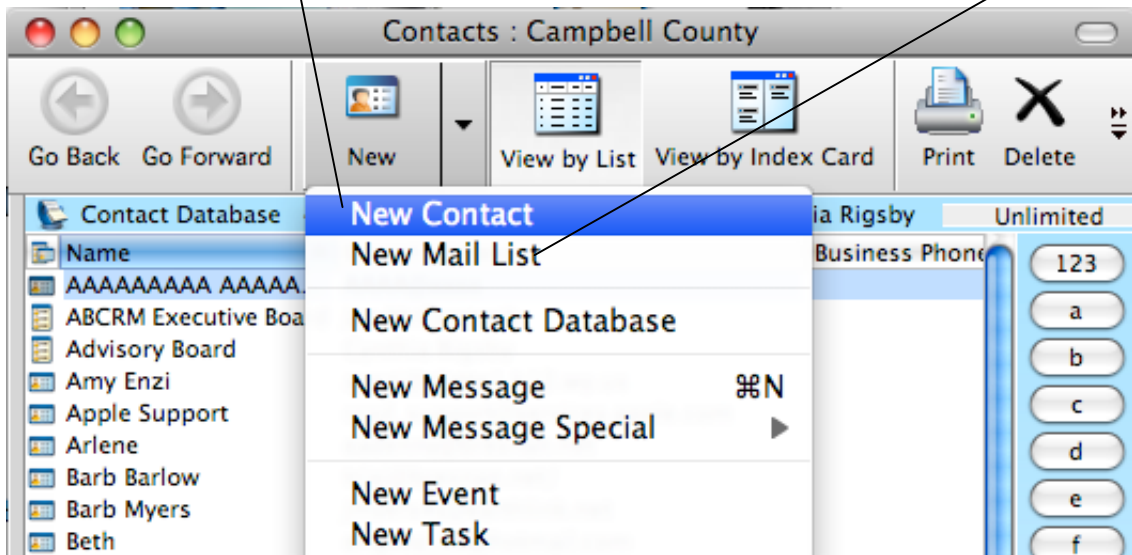 Contacts : Campbell County
Go Back Go Forward New View by List View by Index Card Print Delete
Contact Database ia Rigsby Unlimited
Name Business Phone
AAAAAAAAA AAAAA.
ABCRM Executive Boa
Advisory Board
Amy Enzi
Apple Support
Arlene
Barb Barlow
Barb Myers
Beth
New Contact
New Mail List
New Contact Database
New Message ⌘N
New Message Special
New Event
New Task
123
a
b
c
d
e
f